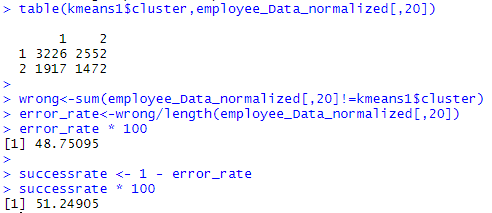 > table(kmeans1$cluster,employee_Data_normalized[,20])
1 2
1 3226 2552
2 1917 1472
>
> wrong<-sum(employee_Data_normalized[,20]!=kmeans1$cluster)
> error_rate<-wrong/length(employee_Data_normalized[,20])
> error_rate * 100
[1] 48.75095
>
> successrate <- 1 - error_rate
> successrate * 100
[1] 51.24905